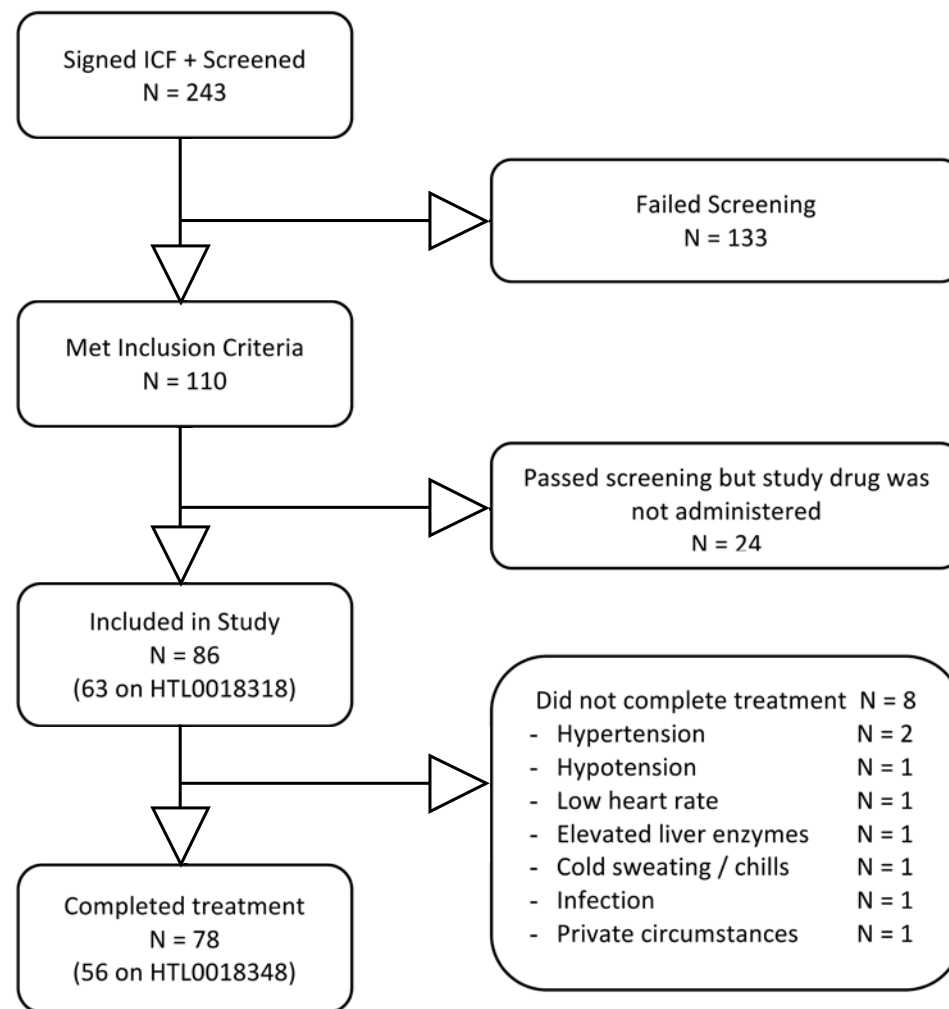 Signed ICF + Screened
N = 243
Failed Screening
N = 133
Met Inclusion Criteria
N = 110
Passed screening but study drug was
not administered
N = 24
Included in Study
N = 86
(63 on HTL0018318)
Did not complete treatment N = 8
- Hypertension N = 2
- Hypotension N = 1
- Low heart rate N = 1
- Elevated liver enzymes N = 1
- Cold sweating / chills N = 1
- Infection N = 1
- Private circumstances N = 1
Completed treatment
N = 78
(56 on HTL0018348)